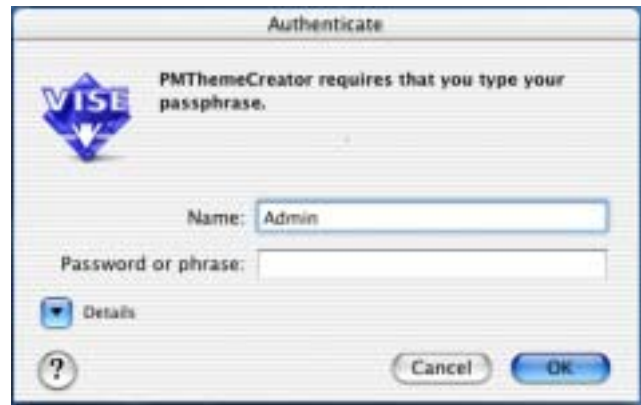 Authenticate
VISE
PMThemeCreator requires that you type your
passphrase.
Name: Admin
Password or phrase:
Details
?
Cancel
OK